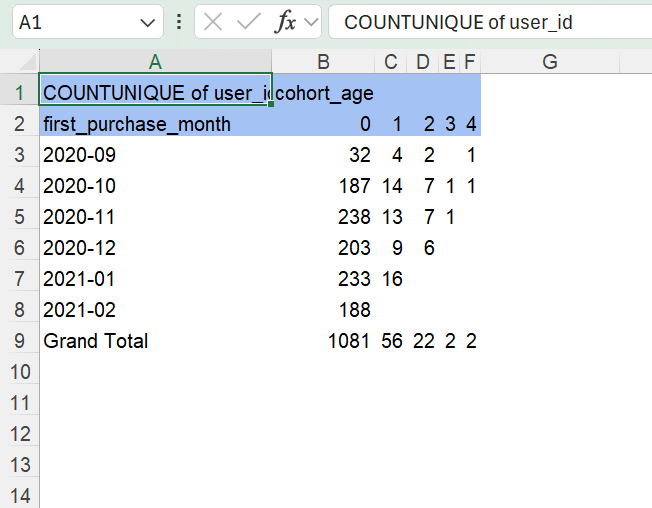 A1 fx COUNTUNIQUE of user_id
A B C D E F G
1 COUNTUNIQUE of user_id cohort_age
2 first_purchase_month 0 1 2 3 4
3 2020-09 32 4 2 1
4 2020-10 187 14 7 1 1
5 2020-11 238 13 7 1
6 2020-12 203 9 6
7 2021-01 233 16
8 2021-02 188
9 Grand Total 1081 56 22 2 2
10
11
12
13
14